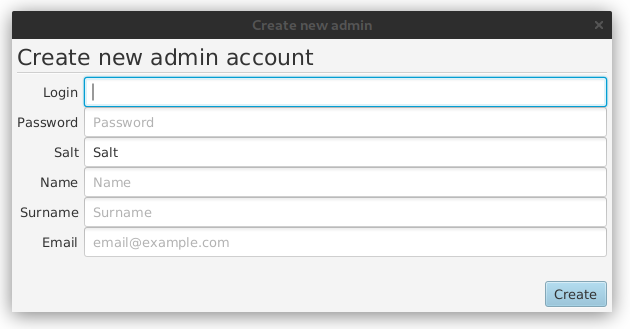 Create new admin
×
Create new admin account
Login
Password Password
Salt Salt
Name Name
Surname Surname
Email email@example.com
Create